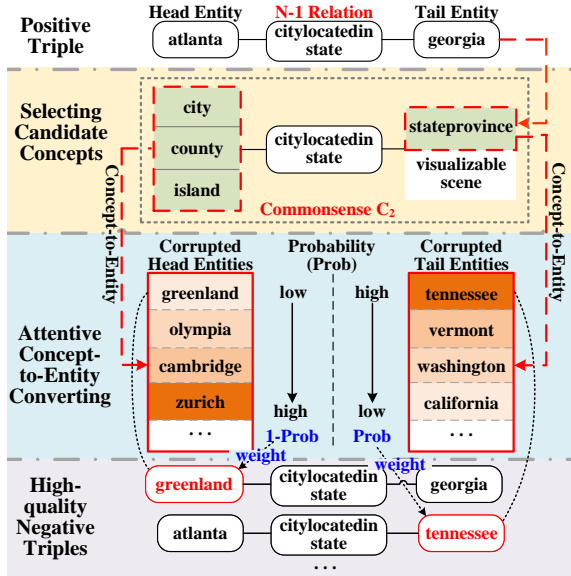 Head Entity
N-1 Relation
Tail Entity
Positive
Triple
atlanta
citylocatedin
state
georgia
Selecting
Candidate
Concepts
city
county
island
citylocatedin
state
stateprovince
visualizable
scene
Commonsense C₂
Concept-to-Entity
Concept-to-Entity
Corrupted
Head Entities
Probability
(Prob)
Corrupted
Tail Entities
Attentive
Concept-
to-Entity
Converting
greenland
olympia
cambridge
zurich
...
low
high
1-Prob
high
low
Prob
tennessee
vermont
washington
california
...
weight
weight
High-
quality
Negative
Triples
greenland
citylocatedin
state
georgia
atlanta
citylocatedin
state
tennessee
...